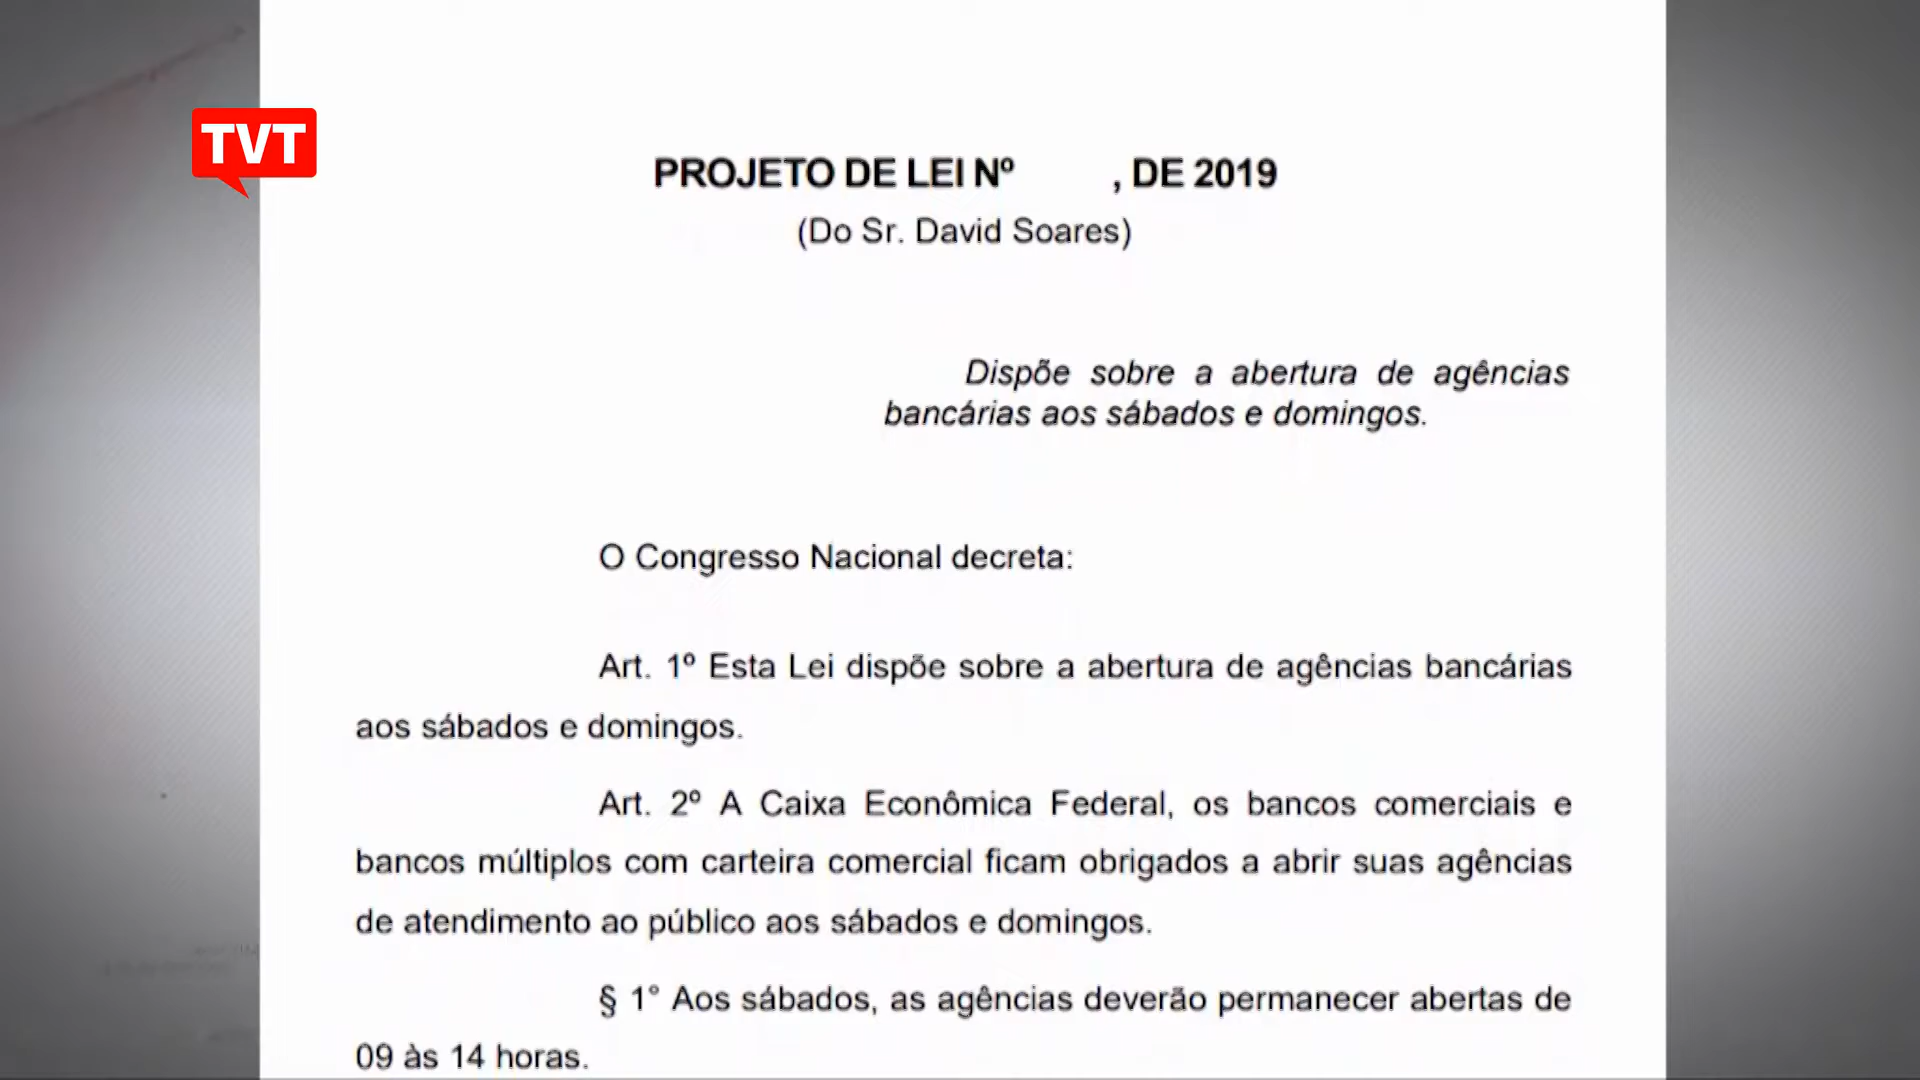 TVT
PROJETO DE LEI Nº , DE 2019
(Do Sr. David Soares)
Dispõe sobre a abertura de agências
bancárias aos sábados e domingos.
O Congresso Nacional decreta:
Art. 1º Esta Lei dispõe sobre a abertura de agências bancárias
aos sábados e domingos.
Art. 2º A Caixa Econômica Federal, os bancos comerciais e
bancos múltiplos com carteira comercial ficam obrigados a abrir suas agências
de atendimento ao público aos sábados e domingos.
§ 1° Aos sábados, as agências deverão permanecer abertas de
09 às 14 horas.